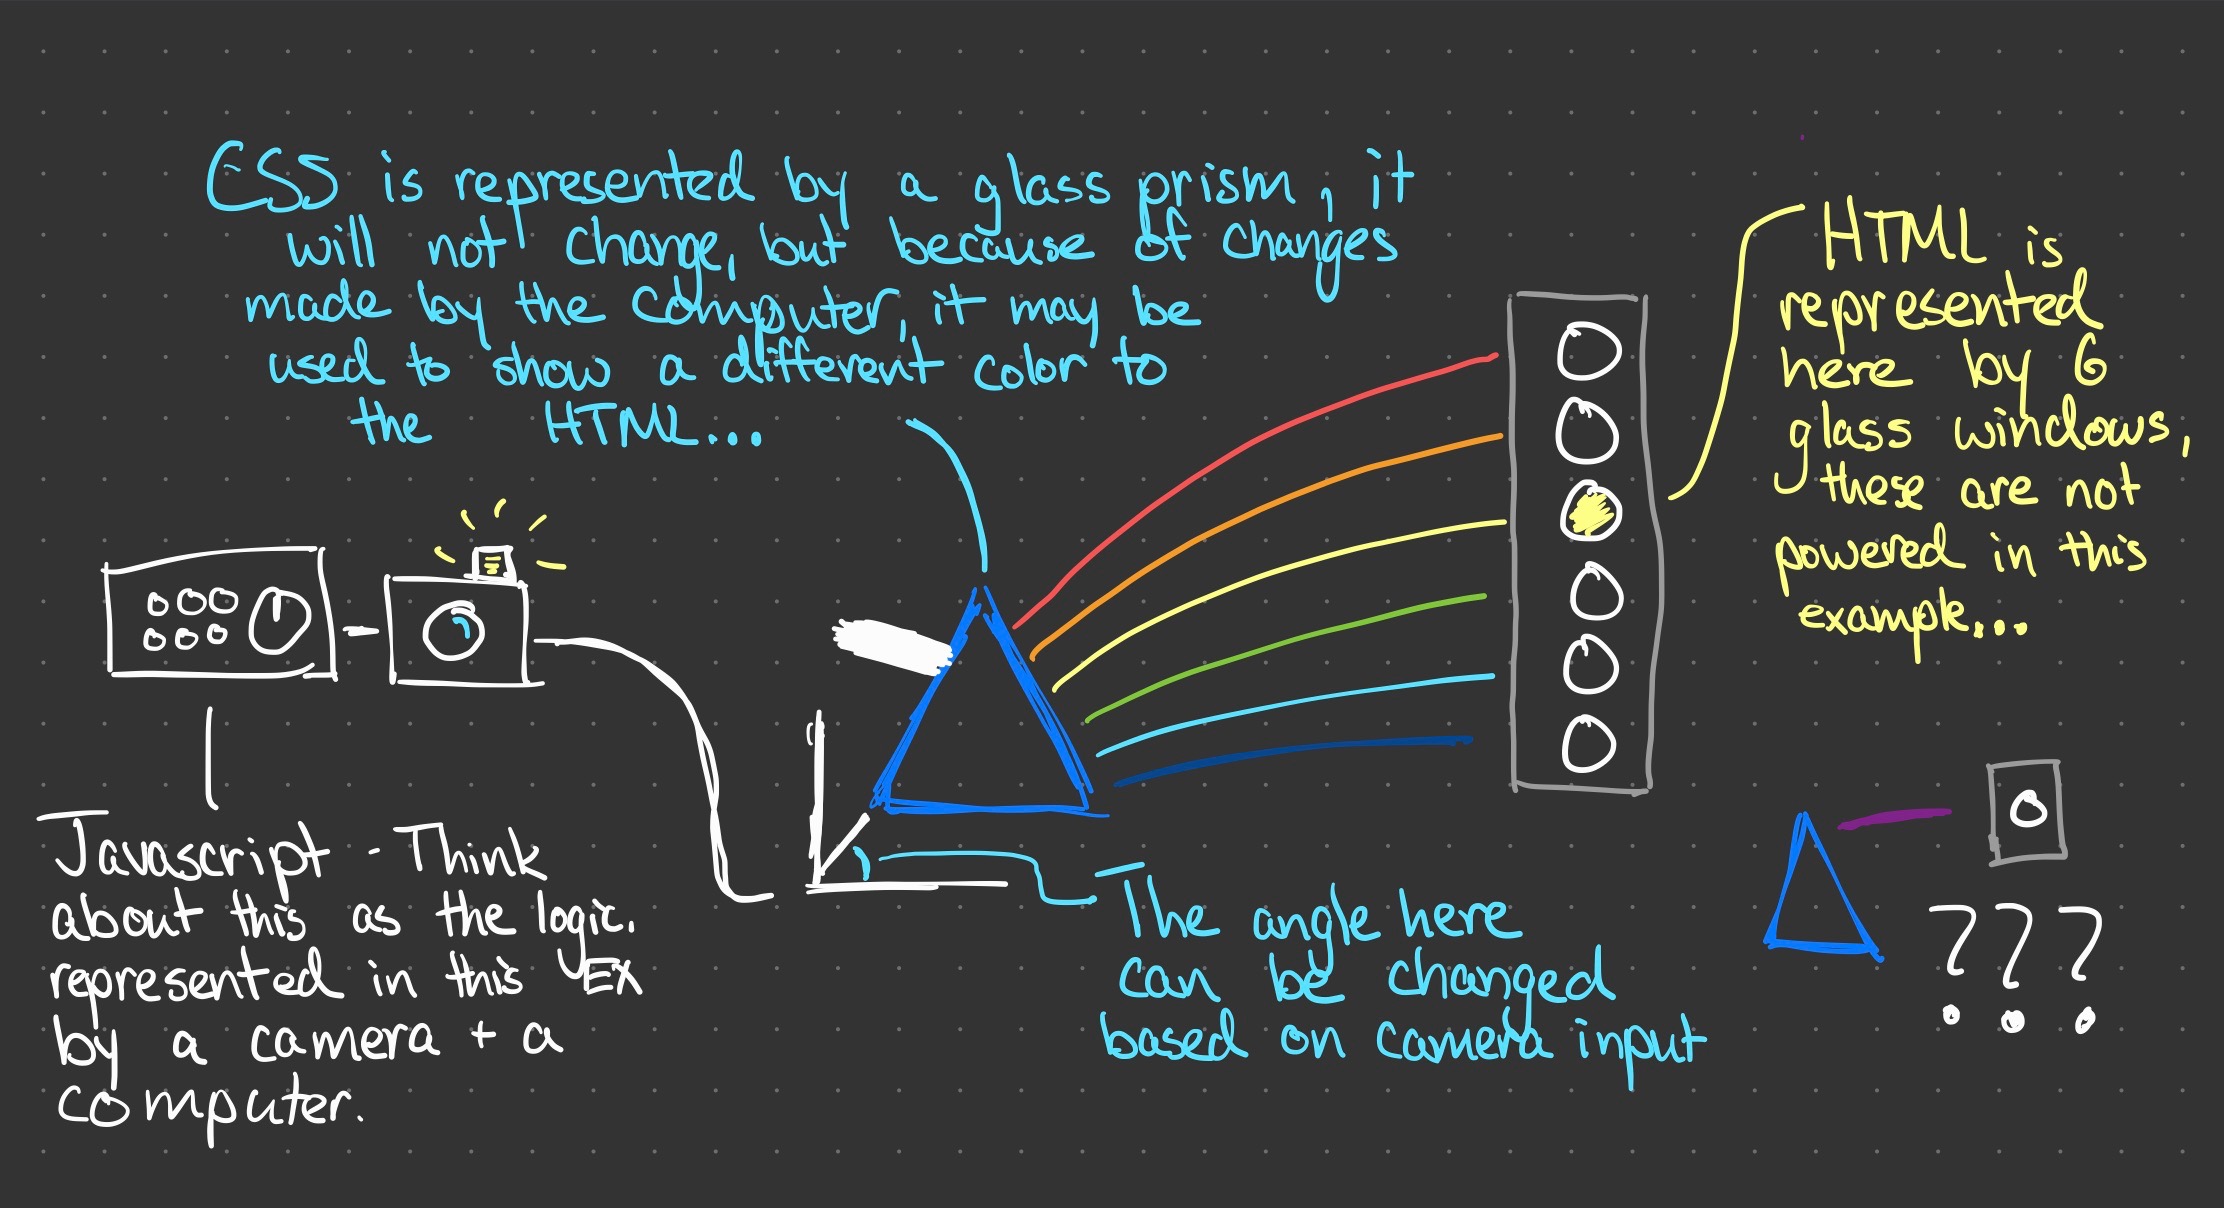 CSS is represented by a glass prism, it
will not change, but because of changes
made by the computer, it may be
used to show a different color to
the HTML...
HTML is
represented
here by 6
glass windows,
these are not
powered in this
example...
Javascript - Think
about this as the logic.
represented in this EX
by a camera + a
computer.
The angle here
can be changed
based on camera input
???